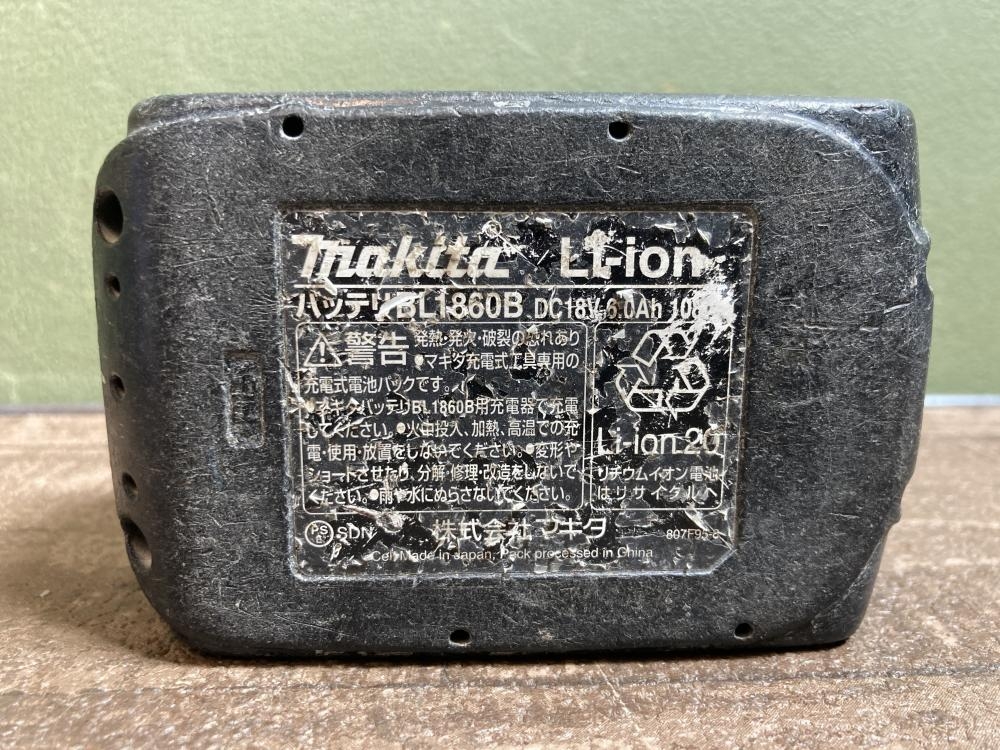 makita Li-ion
バッテリBL1860B DC18V 6.0Ah
警告 発熱・発火・破裂の恐れあり
●マキタ充電式工具専用の
充電式電池パックです。
●マキタバッテリBL1860B用充電器で充電
してください。●火中投入、加熱、高温での充
電・使用・放置をしないでください。●変形や
ショートさせたり、分解・修理・改造をしないで
ください。●雨や水にぬらさないでください。
Li-ion 20
リチウムイオン電池
はリサイクルへ
PS E SDN 株式会社マキタ
Cell Made in Japan, Pack processed in China